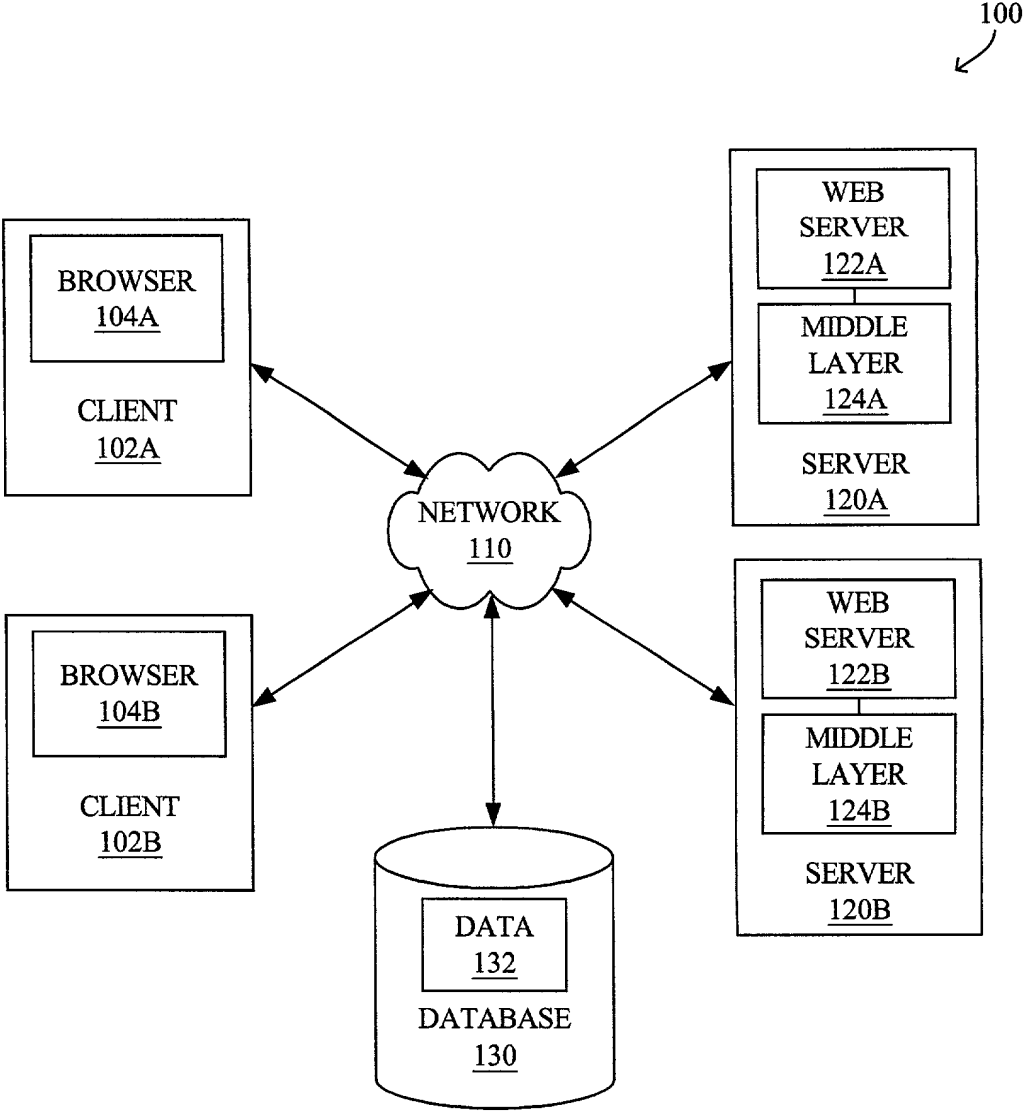 100
BROWSER
104A
CLIENT
102A
WEB
SERVER
122A
MIDDLE
LAYER
124A
SERVER
120A
NETWORK
110
BROWSER
104B
CLIENT
102B
WEB
SERVER
122B
MIDDLE
LAYER
124B
SERVER
120B
DATA
132
DATABASE
130